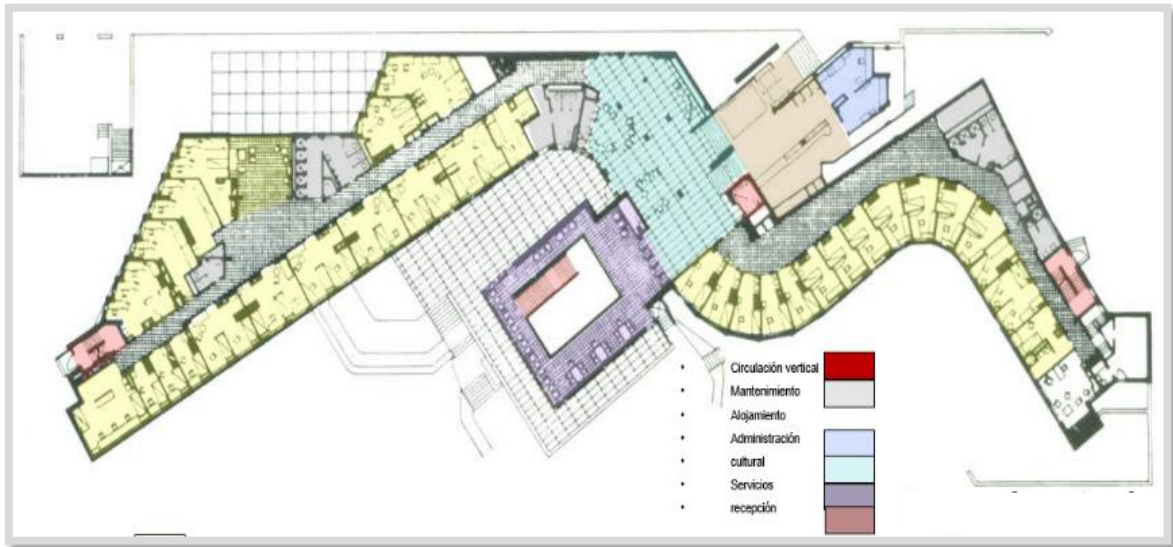 Circulación vertical
Mantenimiento
Alojamiento
Administración
cultural
Servicios
recepción